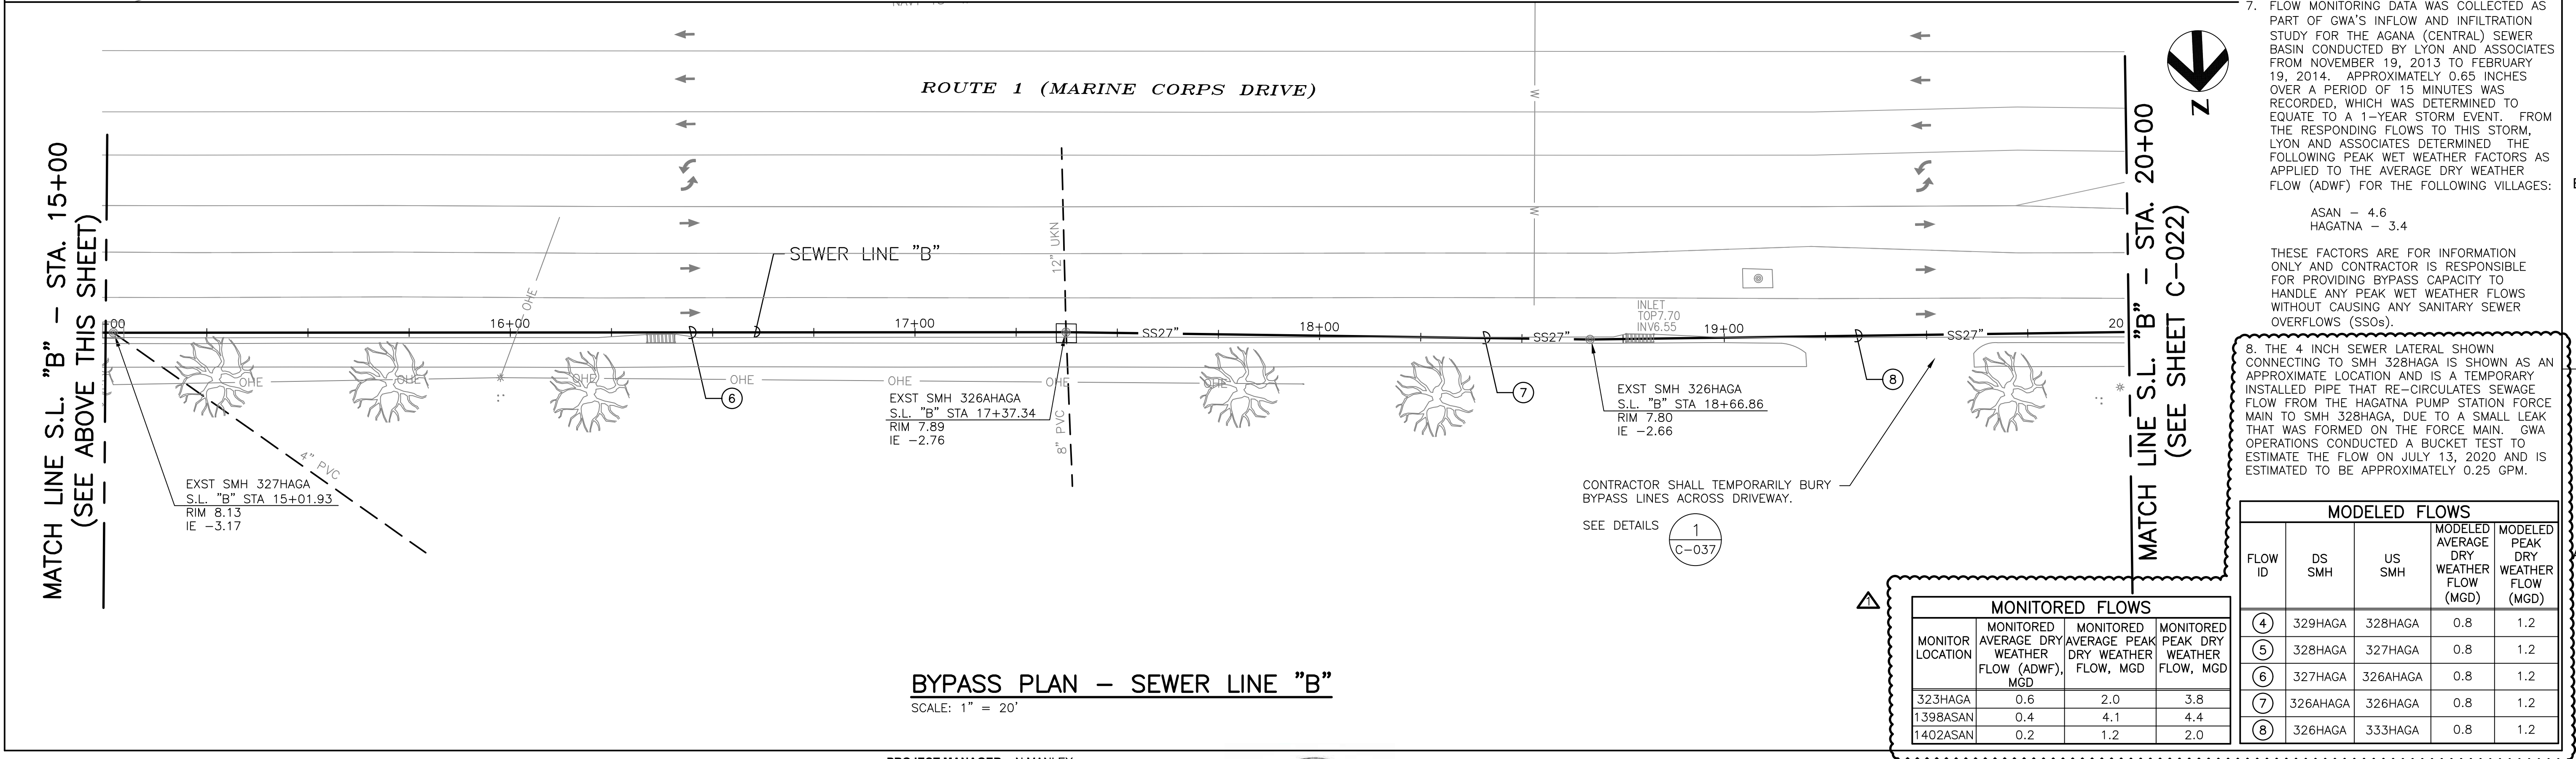 ROUTE 1 (MARINE CORPS DRIVE)
W
W
MATCH LINE S.L. "B" – STA. 15+00
(SEE ABOVE THIS SHEET)
MATCH LINE S.L. "B" – STA. 20+00
(SEE SHEET C-022)
N
12" UKN
OHE
SEWER LINE "B"
+00
16+00
17+00
18+00
19+00
20
SS27"
SS27"
SS27"
INLET
TOP7.70
INV6.55
OHE
OHE
OHE
OHE
OHE
OHE
OHE
6
7
8
8" PVC
4" PVC
EXST SMH 327HAGA
S.L. "B" STA 15+01.93
RIM 8.13
IE –3.17
EXST SMH 326AHAGA
S.L. "B" STA 17+37.34
RIM 7.89
IE –2.76
EXST SMH 326HAGA
S.L. "B" STA 18+66.86
RIM 7.80
IE –2.66
CONTRACTOR SHALL TEMPORARILY BURY
BYPASS LINES ACROSS DRIVEWAY.
SEE DETAILS
1
C-037
BYPASS PLAN – SEWER LINE "B"
SCALE: 1" = 20'
7. FLOW MONITORING DATA WAS COLLECTED AS
PART OF GWA'S INFLOW AND INFILTRATION
STUDY FOR THE AGANA (CENTRAL) SEWER
BASIN CONDUCTED BY LYON AND ASSOCIATES
FROM NOVEMBER 19, 2013 TO FEBRUARY
19, 2014. APPROXIMATELY 0.65 INCHES
OVER A PERIOD OF 15 MINUTES WAS
RECORDED, WHICH WAS DETERMINED TO
EQUATE TO A 1–YEAR STORM EVENT. FROM
THE RESPONDING FLOWS TO THIS STORM,
LYON AND ASSOCIATES DETERMINED THE
FOLLOWING PEAK WET WEATHER FACTORS AS
APPLIED TO THE AVERAGE DRY WEATHER
FLOW (ADWF) FOR THE FOLLOWING VILLAGES:
ASAN – 4.6
HAGATNA – 3.4
THESE FACTORS ARE FOR INFORMATION
ONLY AND CONTRACTOR IS RESPONSIBLE
FOR PROVIDING BYPASS CAPACITY TO
HANDLE ANY PEAK WET WEATHER FLOWS
WITHOUT CAUSING ANY SANITARY SEWER
OVERFLOWS (SSOs).
8. THE 4 INCH SEWER LATERAL SHOWN
CONNECTING TO SMH 328HAGA IS SHOWN AS AN
APPROXIMATE LOCATION AND IS A TEMPORARY
INSTALLED PIPE THAT RE–CIRCULATES SEWAGE
FLOW FROM THE HAGATNA PUMP STATION FORCE
MAIN TO SMH 328HAGA, DUE TO A SMALL LEAK
THAT WAS FORMED ON THE FORCE MAIN. GWA
OPERATIONS CONDUCTED A BUCKET TEST TO
ESTIMATE THE FLOW ON JULY 13, 2020 AND IS
ESTIMATED TO BE APPROXIMATELY 0.25 GPM.
1
MONITORED FLOWS
MONITOR LOCATION | MONITORED AVERAGE DRY WEATHER FLOW (ADWF), MGD | MONITORED AVERAGE PEAK DRY WEATHER FLOW, MGD | MONITORED PEAK DRY WEATHER FLOW, MGD
323HAGA 0.6 2.0 3.8
1398ASAN 0.4 4.1 4.4
1402ASAN 0.2 1.2 2.0
MODELED FLOWS
FLOW ID | DS SMH | US SMH | MODELED AVERAGE DRY WEATHER FLOW (MGD) | MODELED PEAK DRY WEATHER FLOW (MGD)
4 329HAGA 328HAGA 0.8 1.2
5 328HAGA 327HAGA 0.8 1.2
6 327HAGA 326AHAGA 0.8 1.2
7 326AHAGA 326HAGA 0.8 1.2
8 326HAGA 333HAGA 0.8 1.2